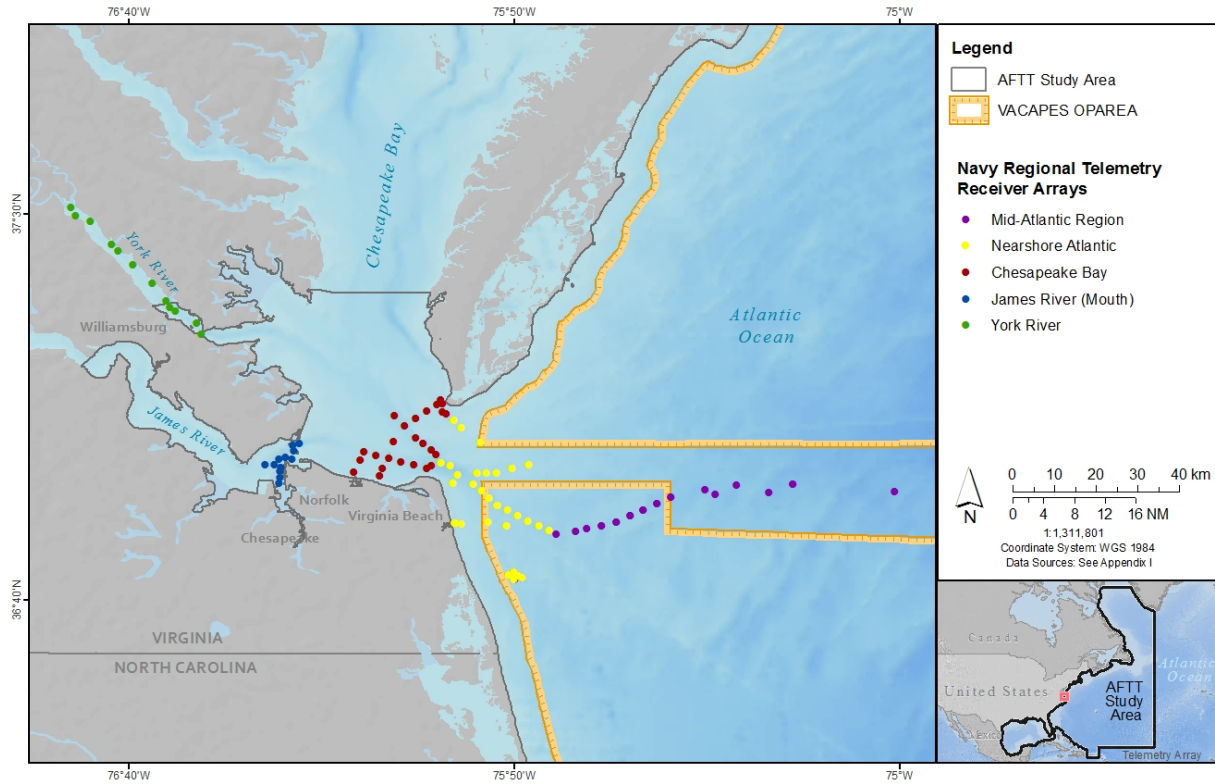 76°40'W
75°50'W
75°W
37°30'N
36°40'N
Chesapeake Bay
York River
Williamsburg
James River
Norfolk
Virginia Beach
Chesapeake
Atlantic
Ocean
VIRGINIA
NORTH CAROLINA
76°40'W
75°50'W
75°W
Legend
AFTT Study Area
VACAPES OPAREA
Navy Regional Telemetry
Receiver Arrays
Mid-Atlantic Region
Nearshore Atlantic
Chesapeake Bay
James River (Mouth)
York River
N
0 10 20 30 40 km
0 4 8 12 16 NM
1:1,311,801
Coordinate System: WGS 1984
Data Sources: See Appendix I
Canada
United States
Mexico
Atlantic
Ocean
AFTT
Study
Area
Telemetry Array